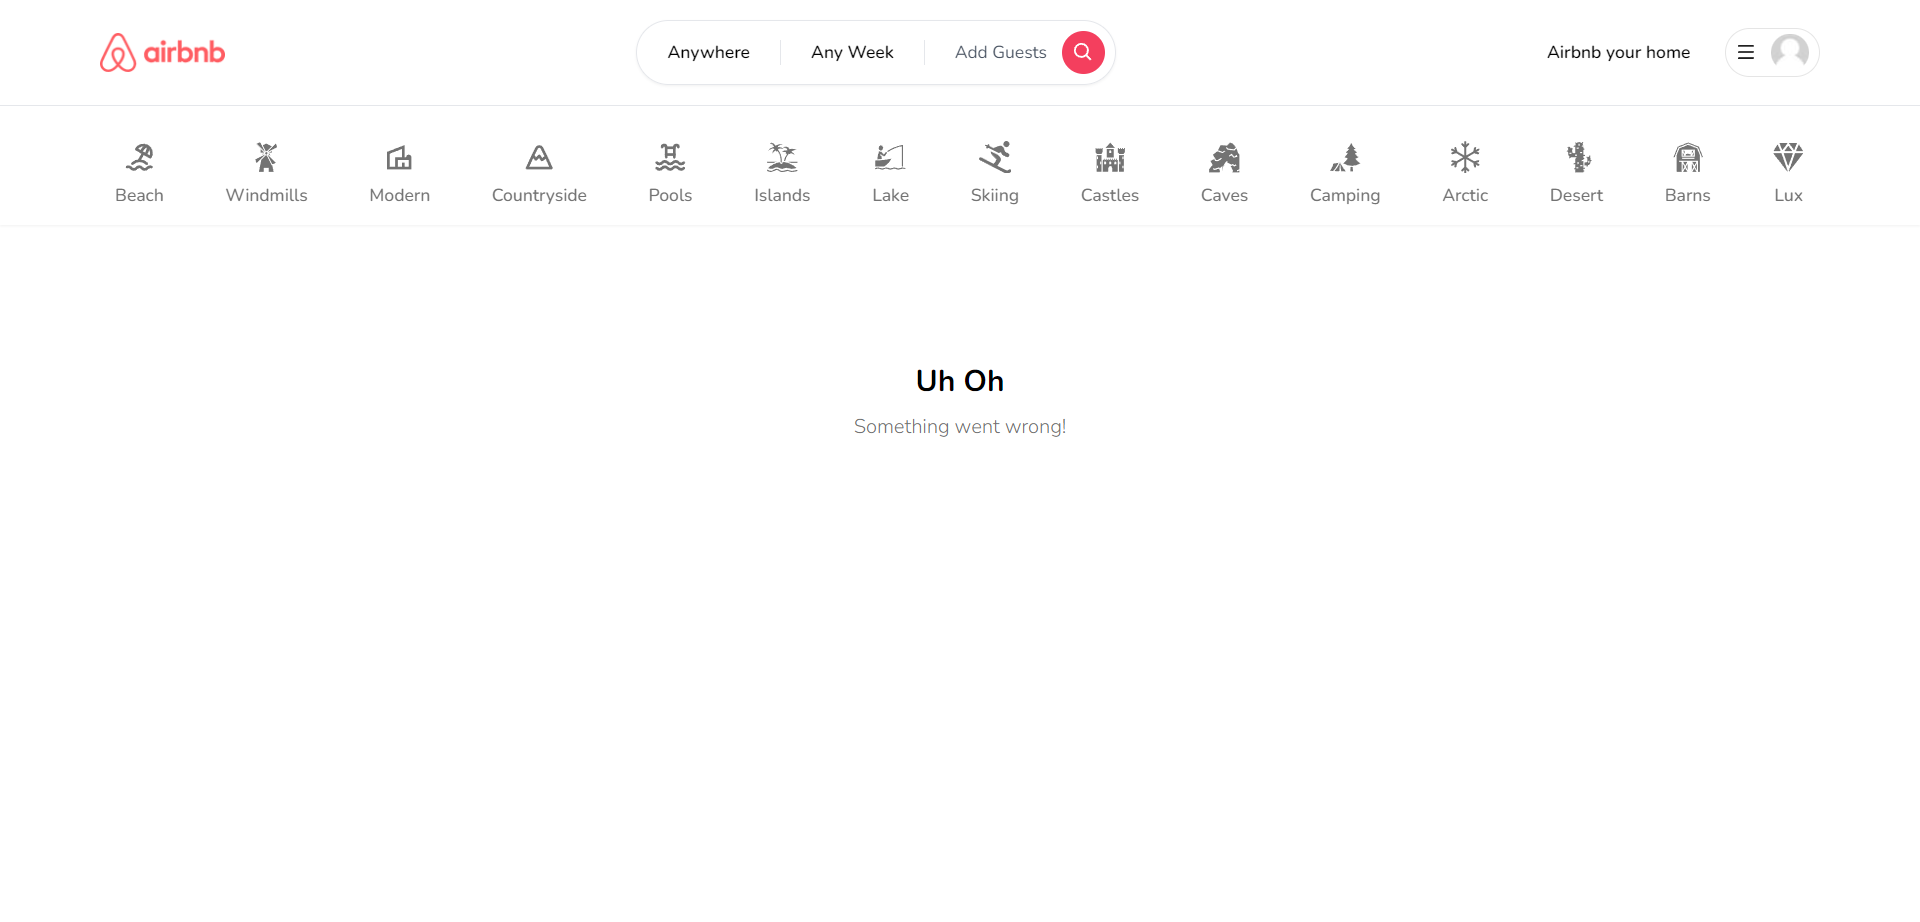 airbnb
Anywhere
Any Week
Add Guests
Airbnb your home
Beach
Windmills
Modern
Countryside
Pools
Islands
Lake
Skiing
Castles
Caves
Camping
Arctic
Desert
Barns
Lux
Uh Oh
Something went wrong!